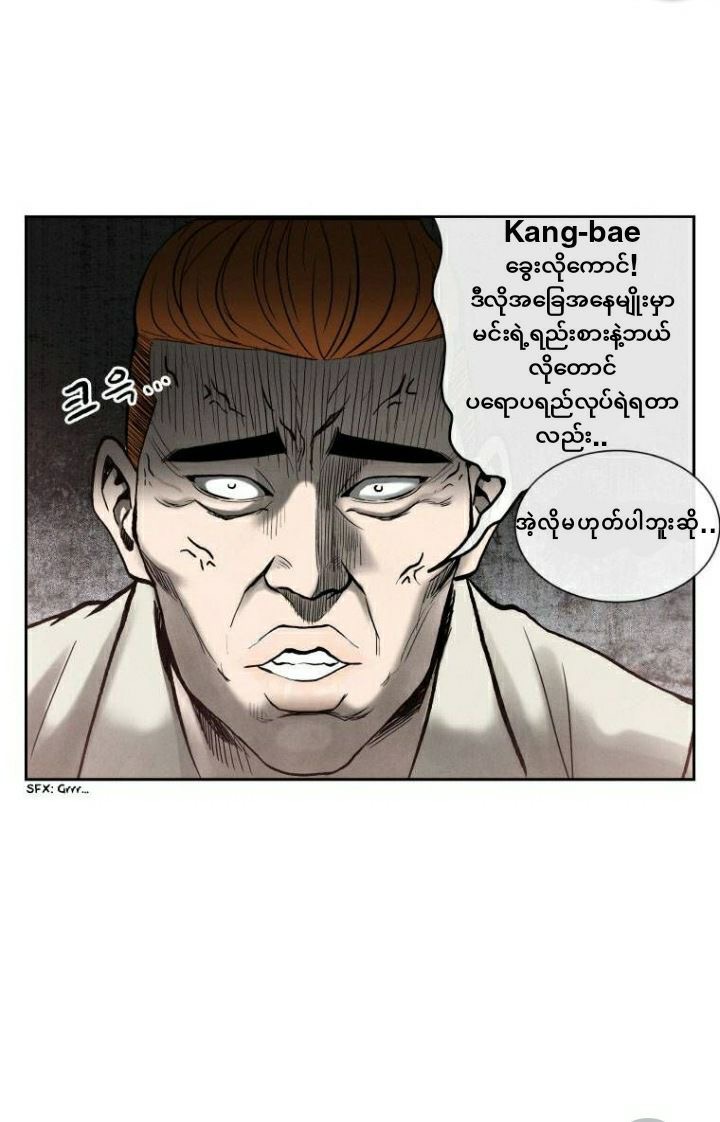 Kang-bae
ခွေးလိုကောင်!
ဒီလိုအခြေအနေမျိုးမှာ
မင်းရဲ့ရည်းစားနဲ့ဘယ်
လိုတောင်
ပရောပရည်လုပ်ရဲရတာ
လည်း..
အဲ့လိုမဟုတ်ပါဘူးဆို..
크윽...
SFX: Grrr...